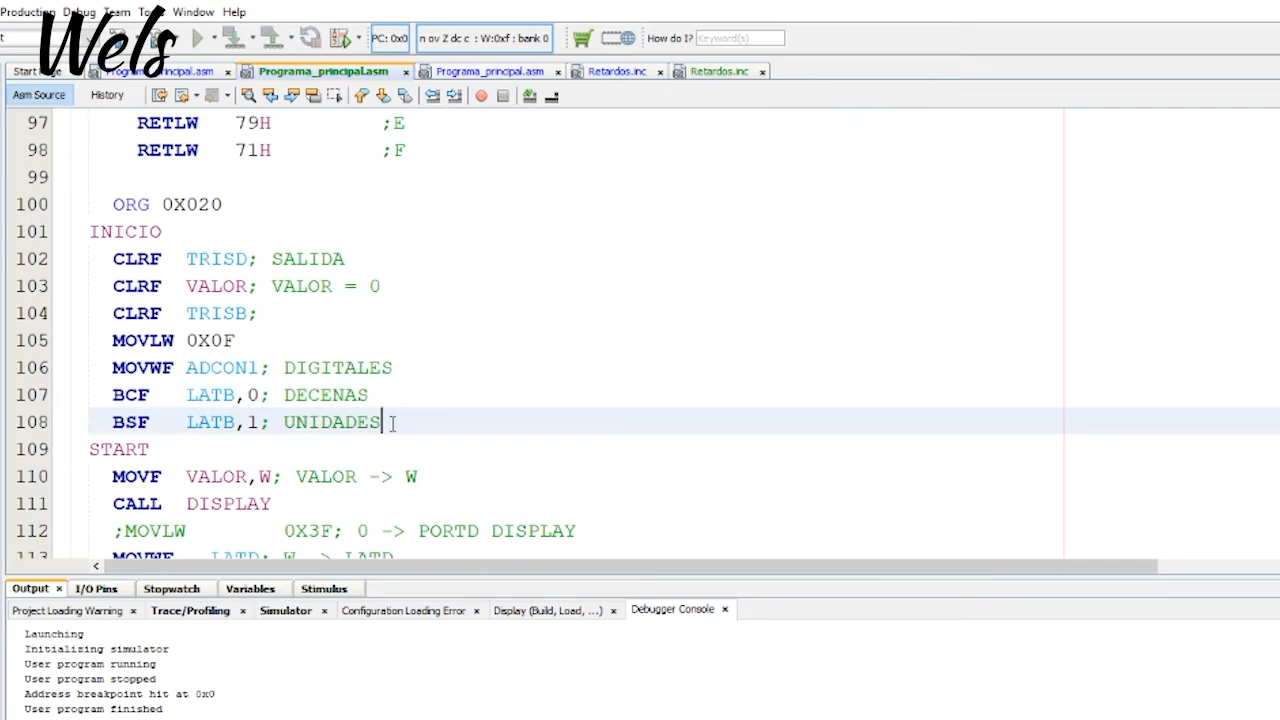 Production Debug Team Tools Window Help
Wels
PC: 0x0 n ov Z dc c : W:0xf : bank 0 How do I? Keyword(s)
Programa_principal.asm × Programa_principal.asm × Programa_principal.asm × Retardos.inc × Retardos.inc ×
Asm Source History
97 RETLW 79H ;E
98 RETLW 71H ;F
99
100 ORG 0X020
101 INICIO
102 CLRF TRISD; SALIDA
103 CLRF VALOR; VALOR = 0
104 CLRF TRISB;
105 MOVLW 0X0F
106 MOVWF ADCON1; DIGITALES
107 BCF LATB,0; DECENAS
108 BSF LATB,1; UNIDADES
109 START
110 MOVF VALOR,W; VALOR -> W
111 CALL DISPLAY
112 ;MOVLW 0X3F; 0 -> PORTD DISPLAY
113 MOVWF LATD; W -> LATD
Output × I/O Pins Stopwatch Variables Stimulus
Project Loading Warning × Trace/Profiling × Simulator × Configuration Loading Error × Display (Build, Load, ...) × Debugger Console ×
Launching
Initializing simulator
User program running
User program stopped
Address breakpoint hit at 0x0
User program finished